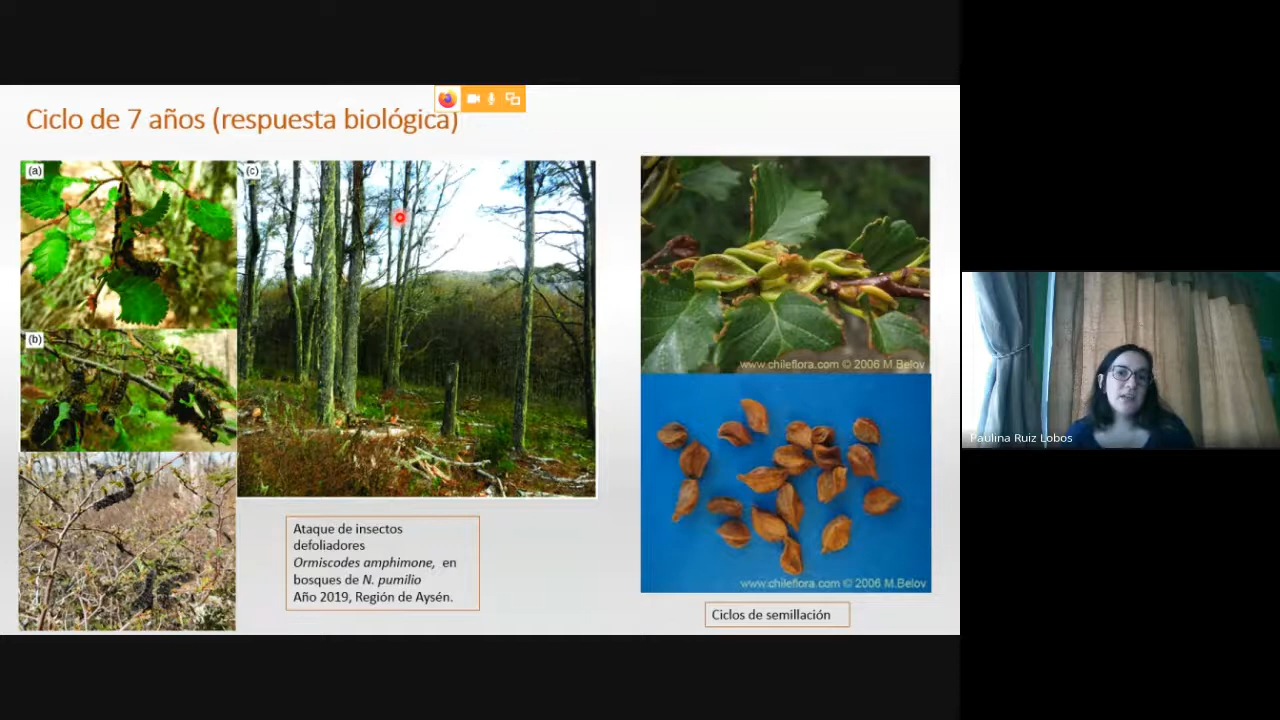 Ciclo de 7 años (respuesta biológica)
(a)
(b)
(c)
www.chileflora.com © 2006 M.Belov
www.chileflora.com © 2006 M.Belov
Ataque de insectos
defoliadores
Ormiscodes amphimone, en
bosques de N. pumilio
Año 2019, Región de Aysén.
Ciclos de semillación
Paulina Ruiz Lobos